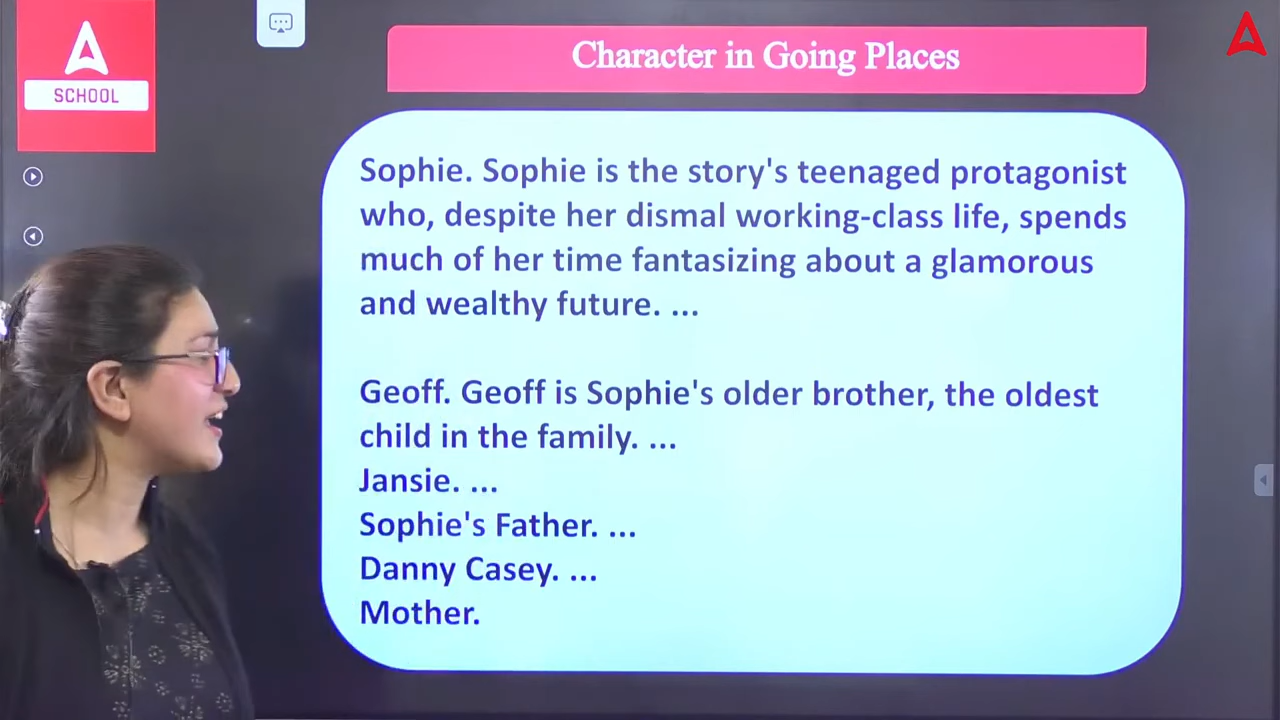 SCHOOL
Character in Going Places
Sophie. Sophie is the story's teenaged protagonist
who, despite her dismal working-class life, spends
much of her time fantasizing about a glamorous
and wealthy future. ...
Geoff. Geoff is Sophie's older brother, the oldest
child in the family. ...
Jansie. ...
Sophie's Father. ...
Danny Casey. ...
Mother.